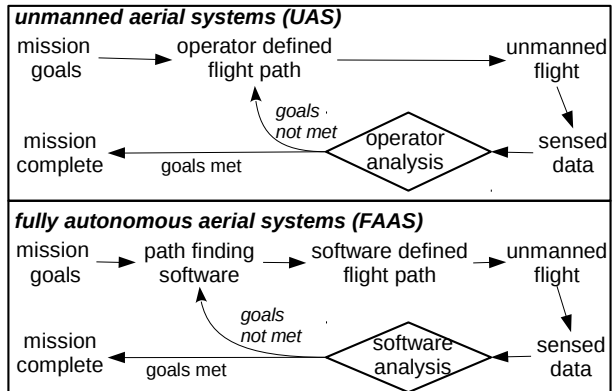 unmanned aerial systems (UAS)
mission
goals
operator defined
flight path
unmanned
flight
goals
not met
mission
complete
goals met
operator
analysis
sensed
data
fully autonomous aerial systems (FAAS)
mission
goals
path finding
software
software defined
flight path
unmanned
flight
goals
not met
mission
complete
goals met
software
analysis
sensed
data